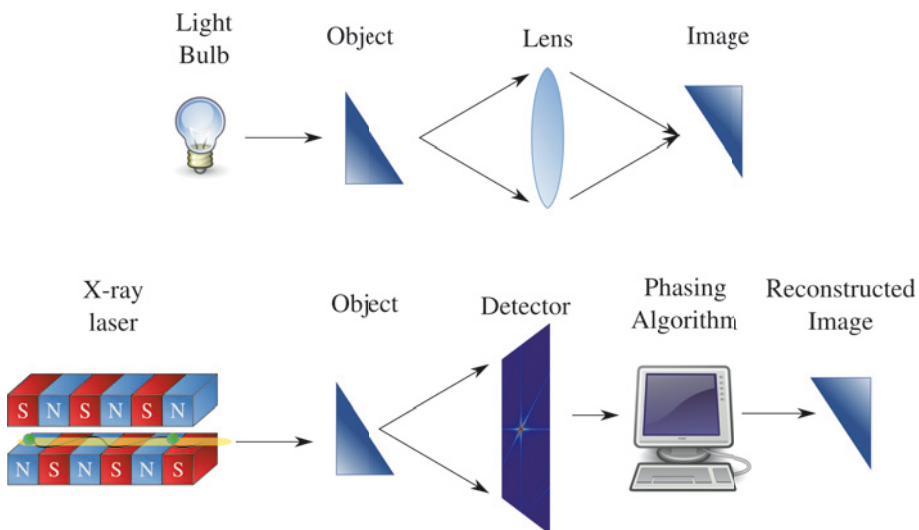 Light
Bulb
Object
Lens
Image
X-ray
laser
Object
Detector
Phasing
Algorithm
Reconstructed
Image
S N S N S N
N S N S N S